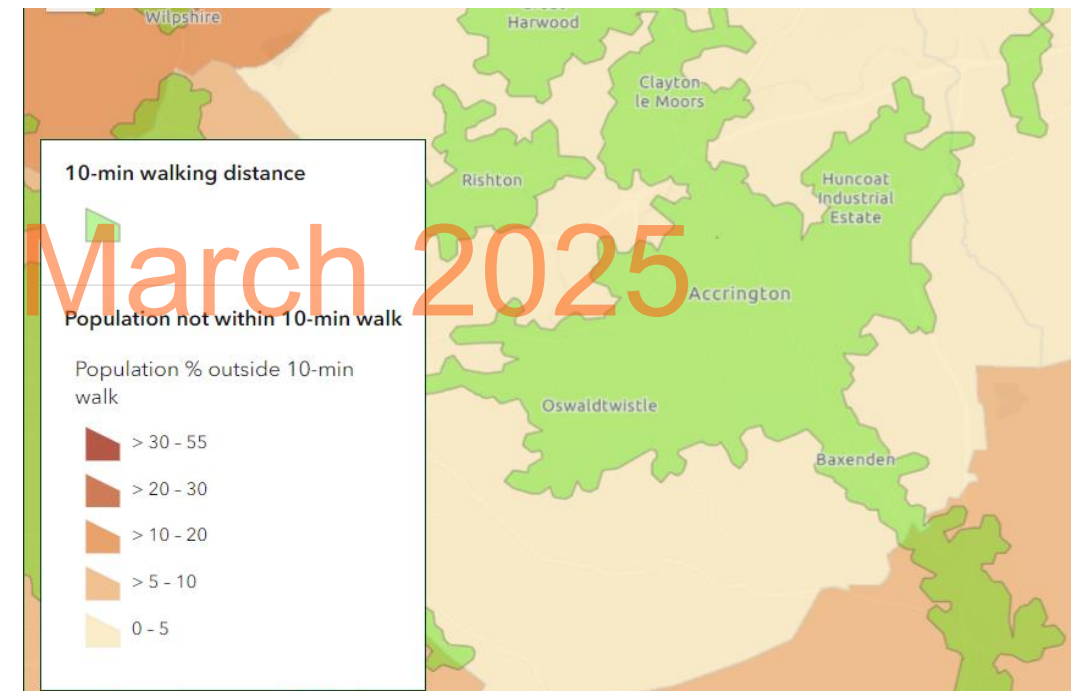 Wilpshire
Harwood
Clayton
le Moors
Rishton
Huncoat
Industrial
Estate
Accrington
Oswaldtwistle
Baxenden
10-min walking distance
March 2025
Population not within 10-min walk
Population % outside 10-min
walk
> 30 - 55
> 20 - 30
> 10 - 20
> 5 - 10
0 - 5